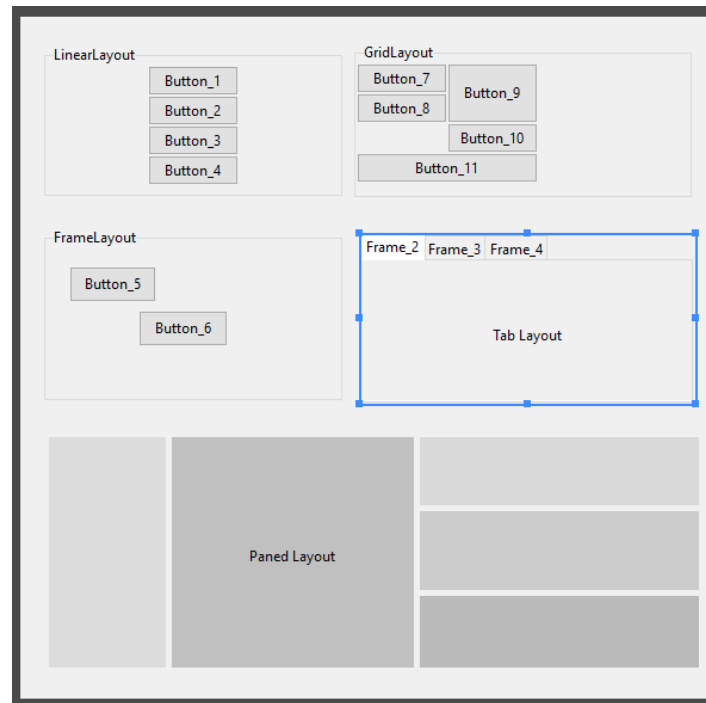 LinearLayout
Button_1
Button_2
Button_3
Button_4
GridLayout
Button_7
Button_8
Button_9
Button_10
Button_11
FrameLayout
Button_5
Button_6
Frame_2 Frame_3 Frame_4
Tab Layout
Paned Layout